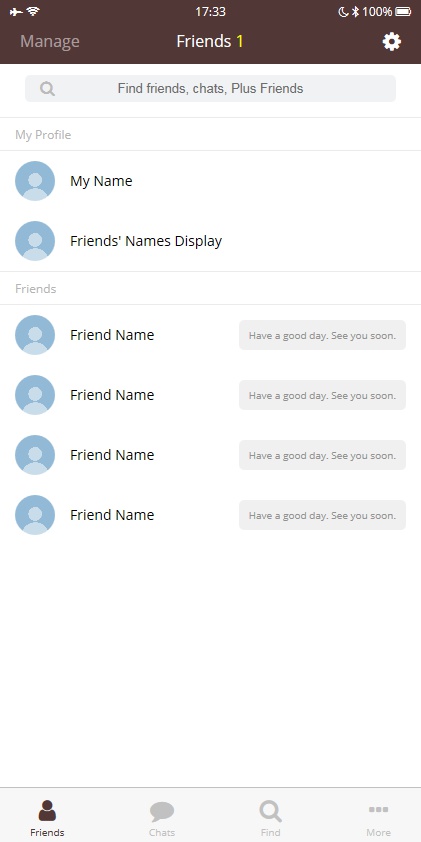 17:33
100%
Manage
Friends 1
Find friends, chats, Plus Friends
My Profile
My Name
Friends' Names Display
Friends
Friend Name
Have a good day. See you soon.
Friend Name
Have a good day. See you soon.
Friend Name
Have a good day. See you soon.
Friend Name
Have a good day. See you soon.
Friends
Chats
Find
More